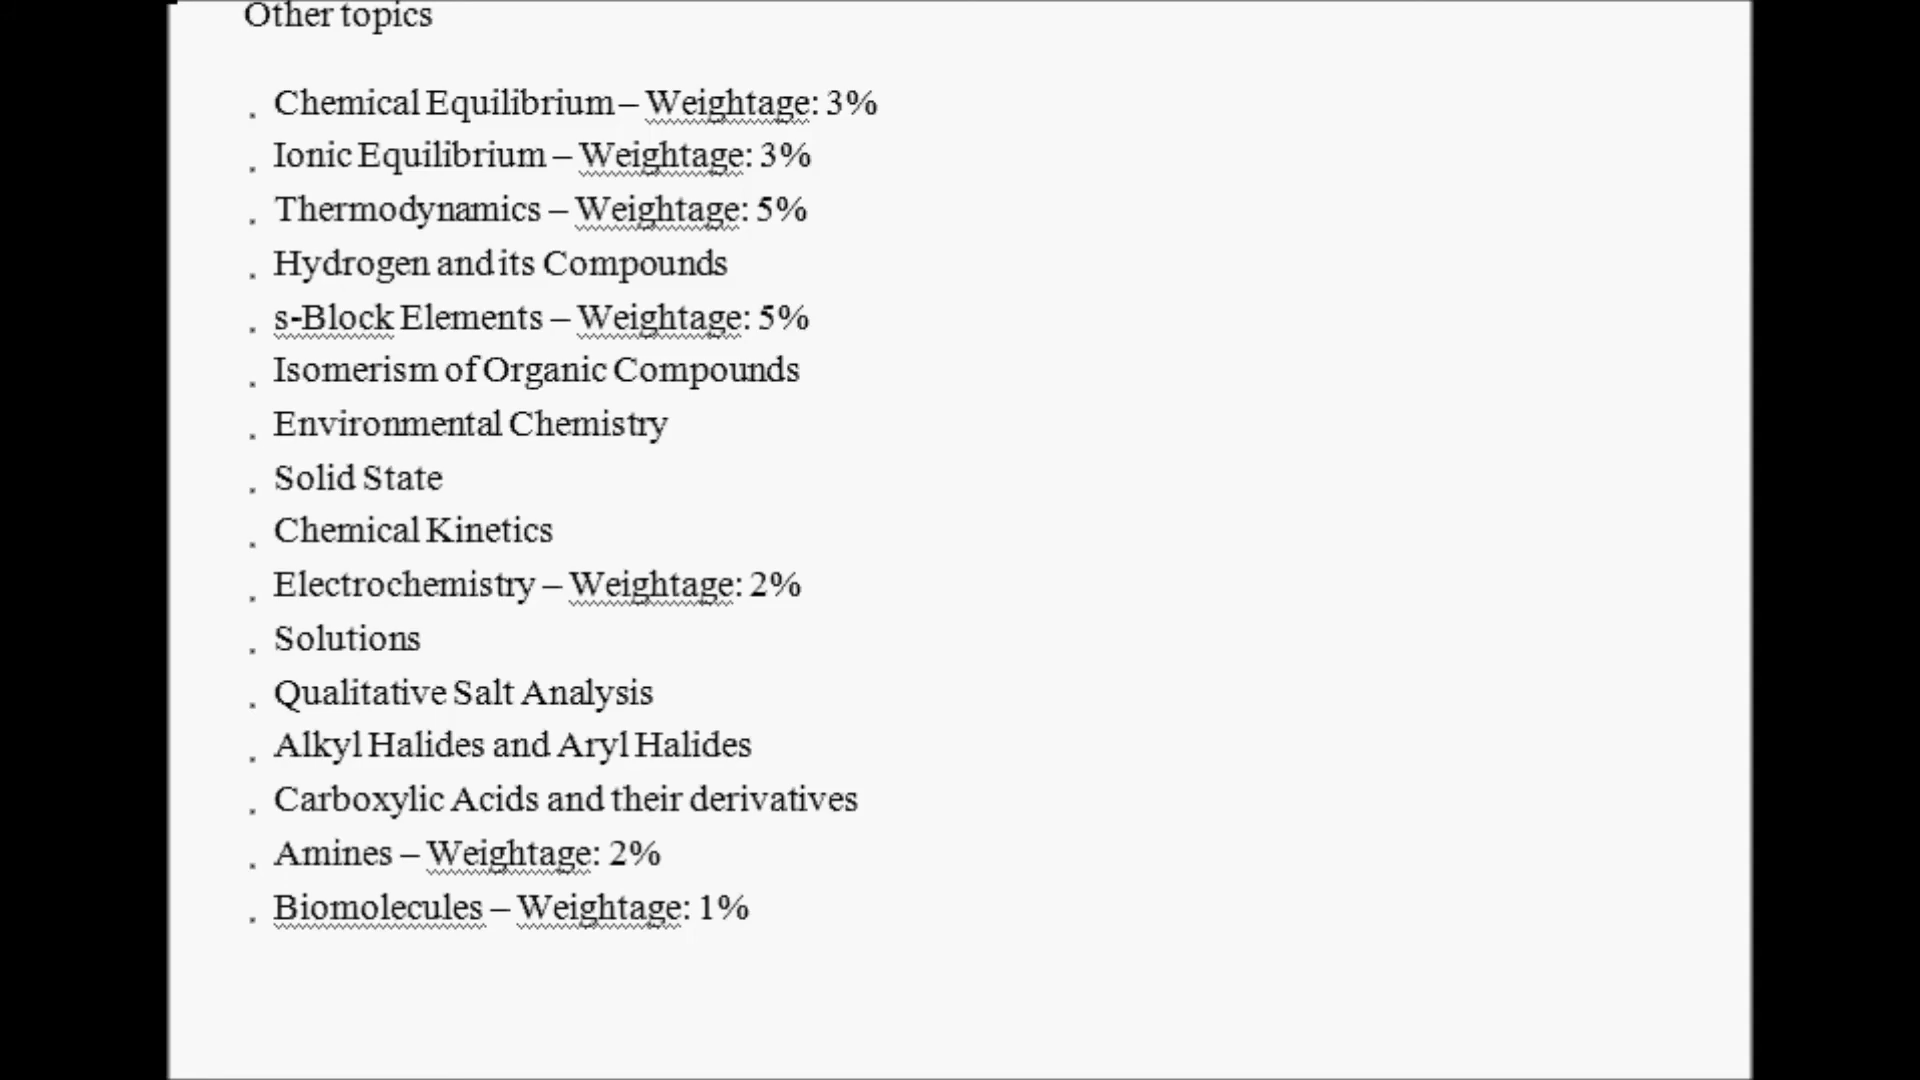 Other topics
Chemical Equilibrium – Weightage: 3%
Ionic Equilibrium – Weightage: 3%
Thermodynamics – Weightage: 5%
Hydrogen and its Compounds
s-Block Elements – Weightage: 5%
Isomerism of Organic Compounds
Environmental Chemistry
Solid State
Chemical Kinetics
Electrochemistry – Weightage: 2%
Solutions
Qualitative Salt Analysis
Alkyl Halides and Aryl Halides
Carboxylic Acids and their derivatives
Amines – Weightage: 2%
Biomolecules – Weightage: 1%